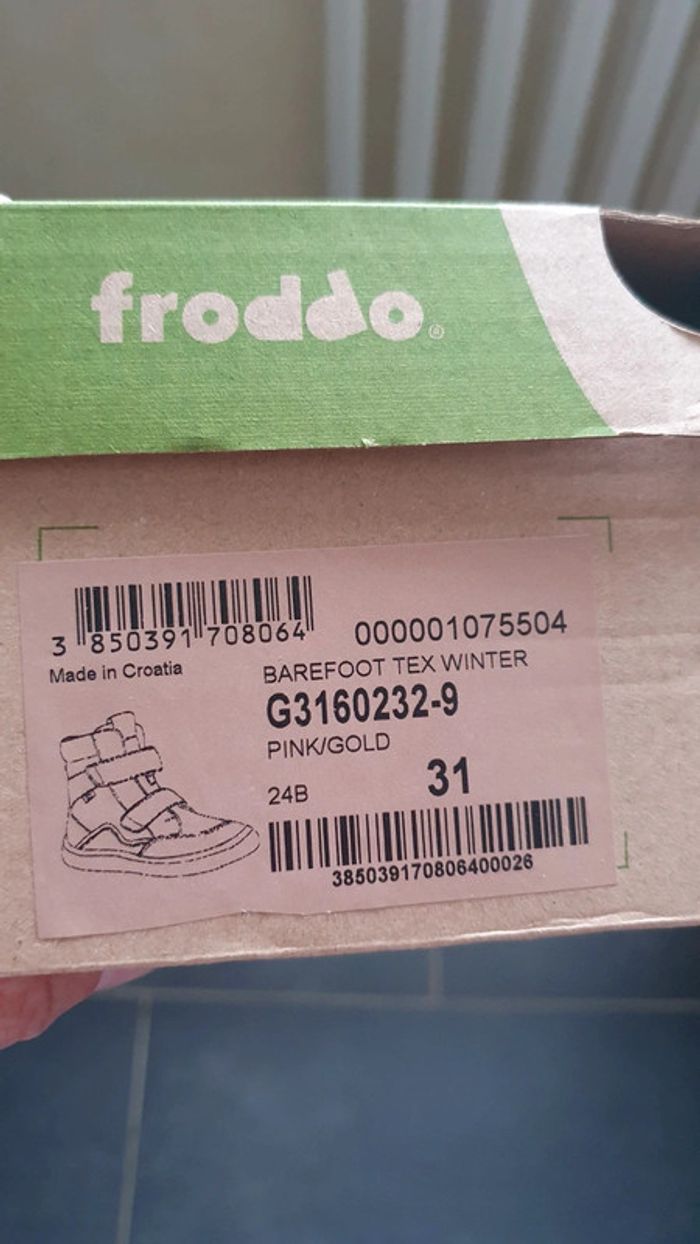 froddo®
3 850391 708064
000001075504
Made in Croatia
BAREFOOT TEX WINTER
G3160232-9
PINK/GOLD
24B
31
385039170806400026